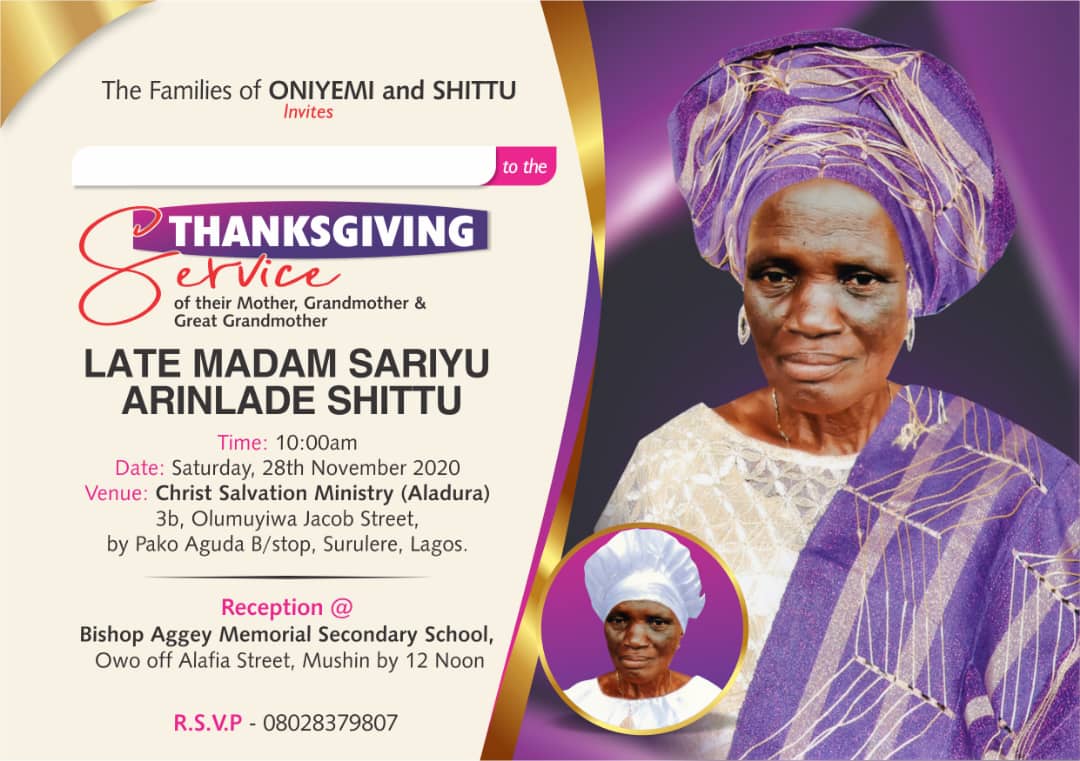 The Families of ONIYEMI and SHITTU
Invites
to the
THANKSGIVING
Service
of their Mother, Grandmother &
Great Grandmother
LATE MADAM SARIYU
ARINLADE SHITTU
Time: 10:00am
Date: Saturday, 28th November 2020
Venue: Christ Salvation Ministry (Aladura)
3b, Olumuyiwa Jacob Street,
by Pako Aguda B/stop, Surulere, Lagos.
Reception @
Bishop Aggey Memorial Secondary School,
Owo off Alafia Street, Mushin by 12 Noon
R.S.V.P - 08028379807